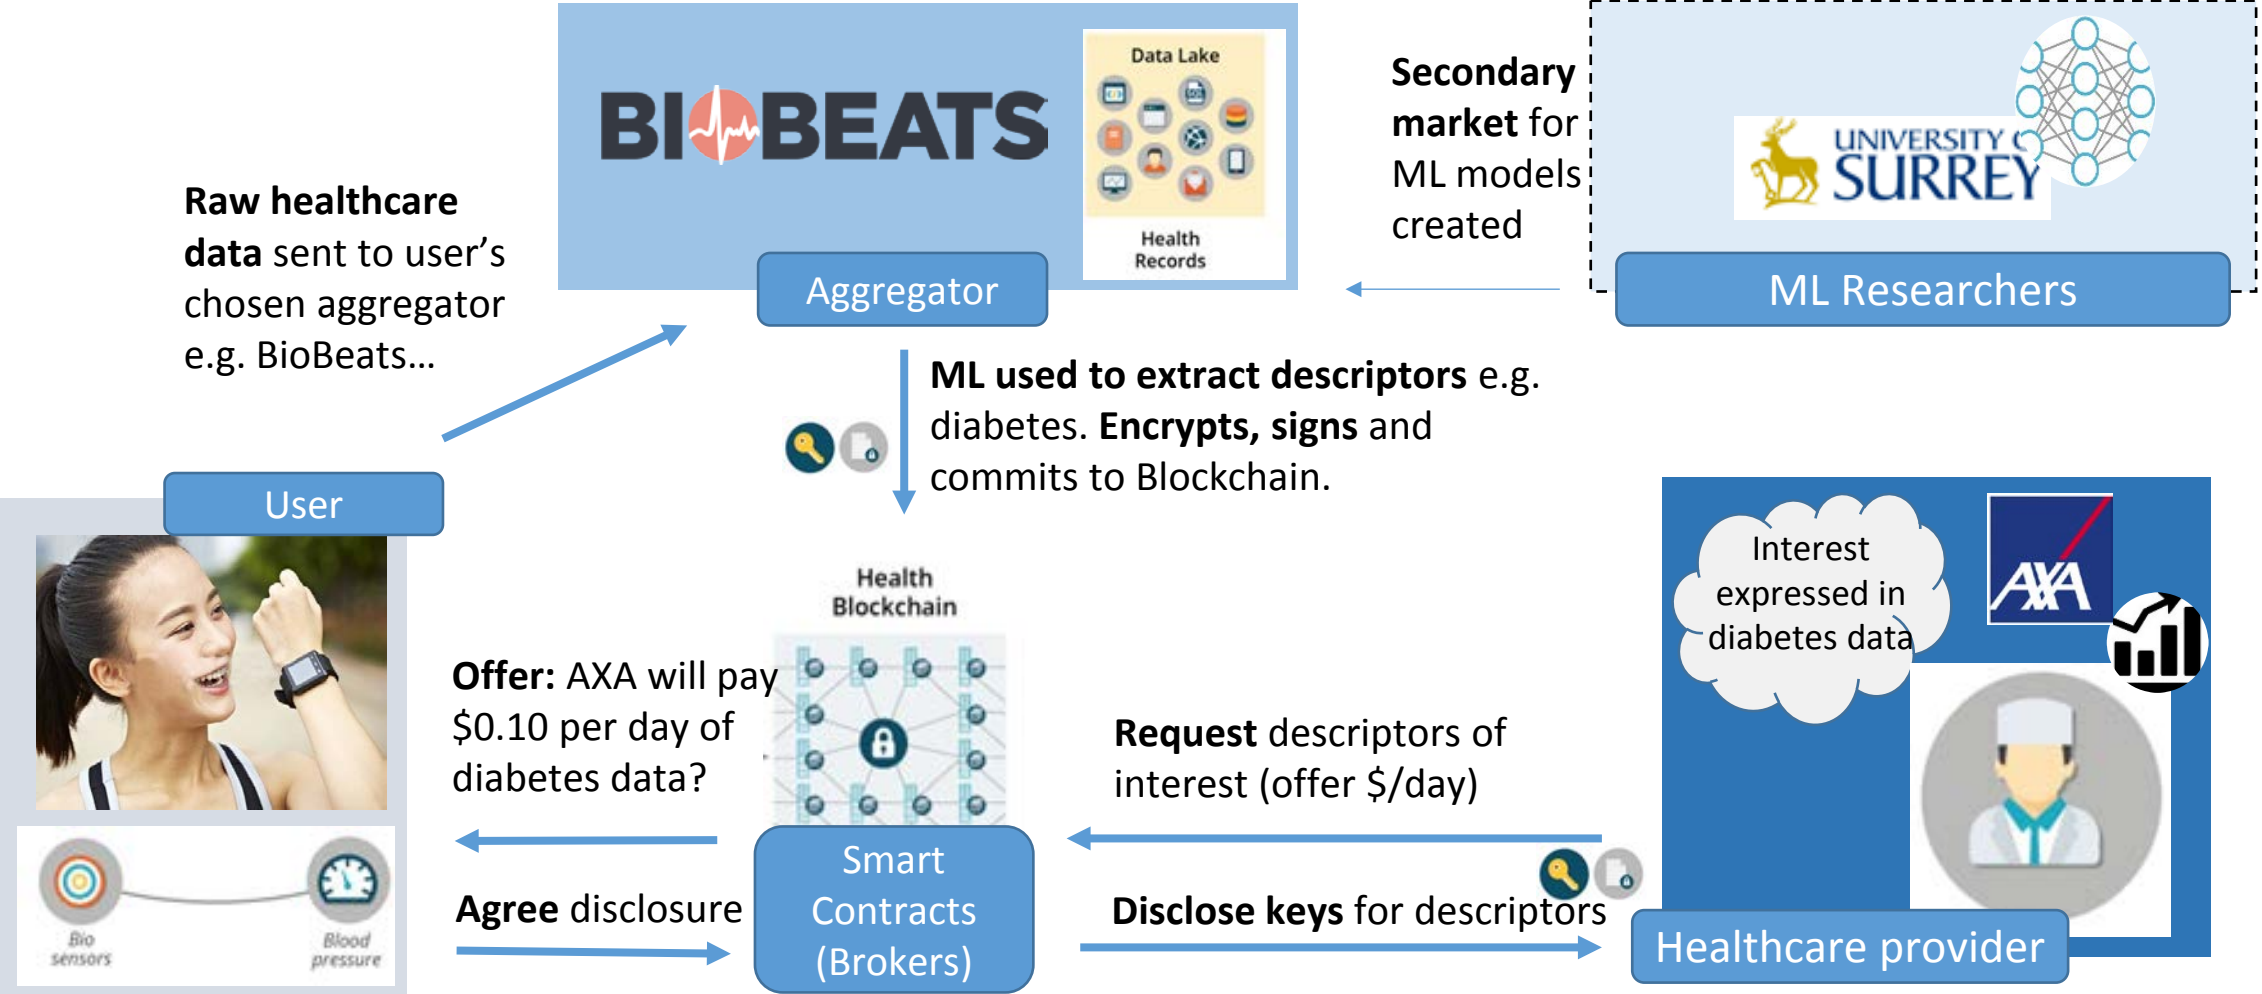 BIOBEATS
Data Lake
Health
Records
Aggregator
Secondary
market for
ML models
created
UNIVERSITY
SURREY
ML Researchers
Raw healthcare
data sent to user’s
chosen aggregator
e.g. BioBeats...
ML used to extract descriptors e.g.
diabetes. Encrypts, signs and
commits to Blockchain.
User
Bio
sensors
Blood
pressure
Health
Blockchain
Offer: AXA will pay
$0.10 per day of
diabetes data?
Agree disclosure
Smart
Contracts
(Brokers)
Request descriptors of
interest (offer $/day)
Disclose keys for descriptors
Interest
expressed in
diabetes data
AXA
Healthcare provider